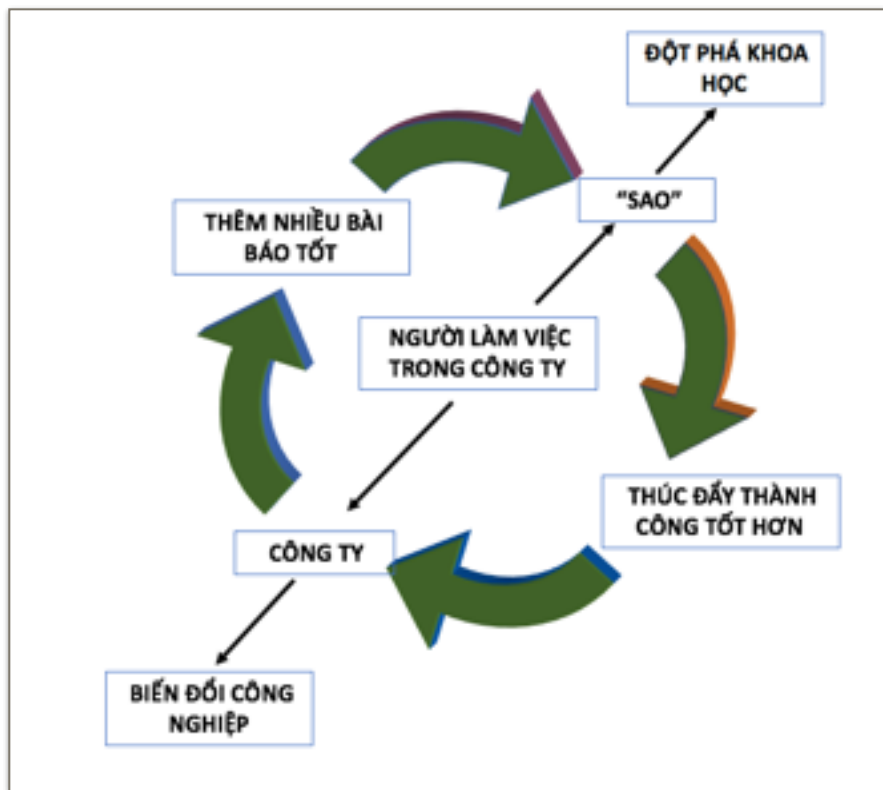 ĐỘT PHÁ KHOA
HỌC
“SAO”
THÊM NHIỀU BÀI
BÁO TỐT
NGƯỜI LÀM VIỆC
TRONG CÔNG TY
THÚC ĐẨY THÀNH
CÔNG TỐT HƠN
CÔNG TY
BIẾN ĐỔI CÔNG
NGHIỆP